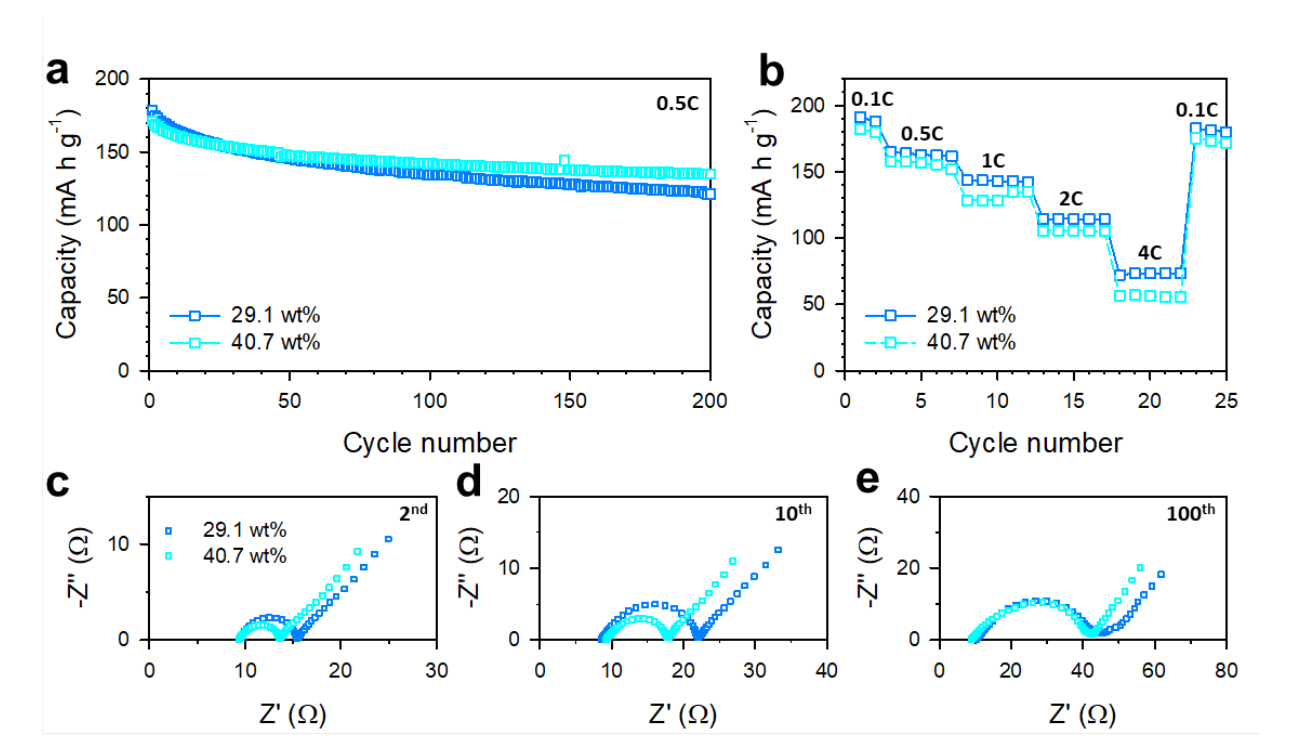 a
200
150
100
50
0
Capacity (mA h g⁻¹)
0.5C
29.1 wt%
40.7 wt%
0 50 100 150 200
Cycle number
b
200
150
100
50
0
Capacity (mA h g⁻¹)
0.1C
0.5C
1C
2C
4C
0.1C
29.1 wt%
40.7 wt%
0 5 10 15 20 25
Cycle number
c
10
0
-Z" (Ω)
2nd
29.1 wt%
40.7 wt%
0 10 20 30
Z' (Ω)
d
20
10
0
-Z" (Ω)
10th
0 10 20 30 40
Z' (Ω)
e
40
20
0
-Z" (Ω)
100th
0 20 40 60 80
Z' (Ω)